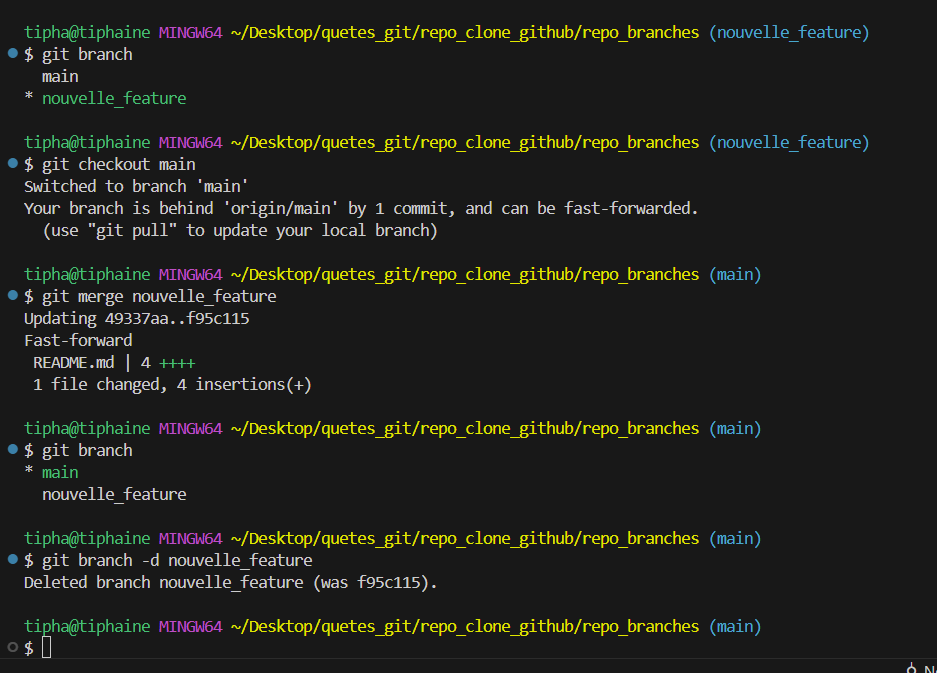 tipha@tiphaine MINGW64 ~/Desktop/quetes_git/repo_clone_github/repo_branches (nouvelle_feature)
$ git branch
  main
* nouvelle_feature

tipha@tiphaine MINGW64 ~/Desktop/quetes_git/repo_clone_github/repo_branches (nouvelle_feature)
$ git checkout main
Switched to branch 'main'
Your branch is behind 'origin/main' by 1 commit, and can be fast-forwarded.
  (use "git pull" to update your local branch)

tipha@tiphaine MINGW64 ~/Desktop/quetes_git/repo_clone_github/repo_branches (main)
$ git merge nouvelle_feature
Updating 49337aa..f95c115
Fast-forward
 README.md | 4 ++++
 1 file changed, 4 insertions(+)

tipha@tiphaine MINGW64 ~/Desktop/quetes_git/repo_clone_github/repo_branches (main)
$ git branch
* main
  nouvelle_feature

tipha@tiphaine MINGW64 ~/Desktop/quetes_git/repo_clone_github/repo_branches (main)
$ git branch -d nouvelle_feature
Deleted branch nouvelle_feature (was f95c115).

tipha@tiphaine MINGW64 ~/Desktop/quetes_git/repo_clone_github/repo_branches (main)
$